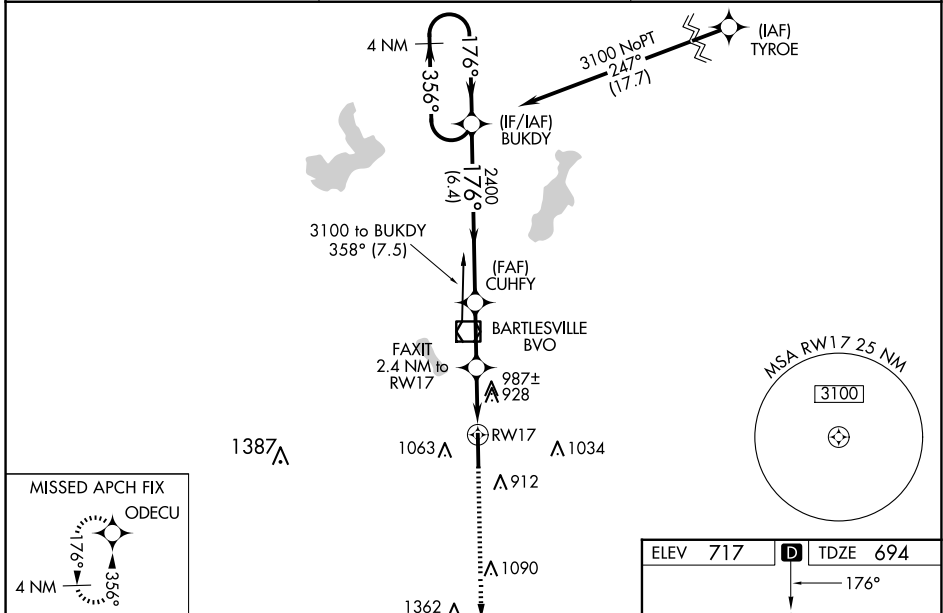 4 NM
176°
356°
3100 NoPT
247°
(17.7)
(IAF)
TYROE
(IF/IAF)
BUKDY
2400
176°
(6.4)
3100 to BUKDY
358° (7.5)
(FAF)
CUHFY
BARTLESVILLE
BVO
FAXIT
2.4 NM to
RW17
987±
928
RW17
1387
1063
1034
912
1090
1362
MSA RW17 25 NM
3100
MISSED APCH FIX
ODECU
176°
356°
4 NM
ELEV 717 D TDZE 694
176°